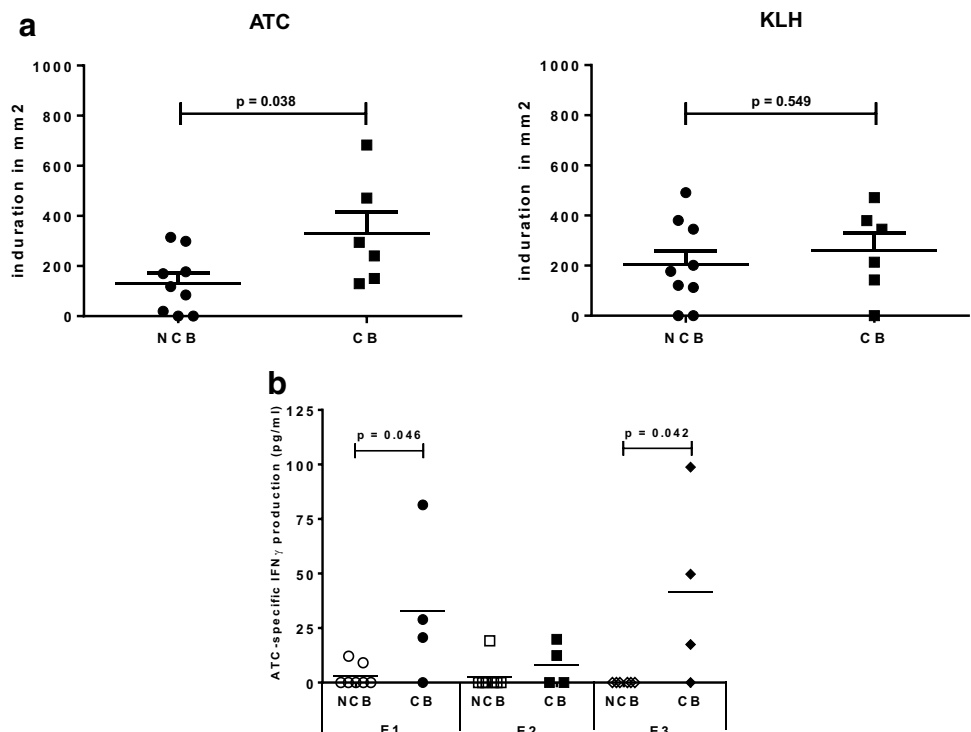 a
ATC
KLH
induration in mm2
1000
800
600
400
200
0
p = 0.038
NCB
CB
induration in mm2
1000
800
600
400
200
0
p = 0.549
NCB
CB
b
ATC-specific IFNγ production (pg/ml)
125
100
75
50
25
0
p = 0.046
p = 0.042
NCB
CB
NCB
CB
NCB
CB